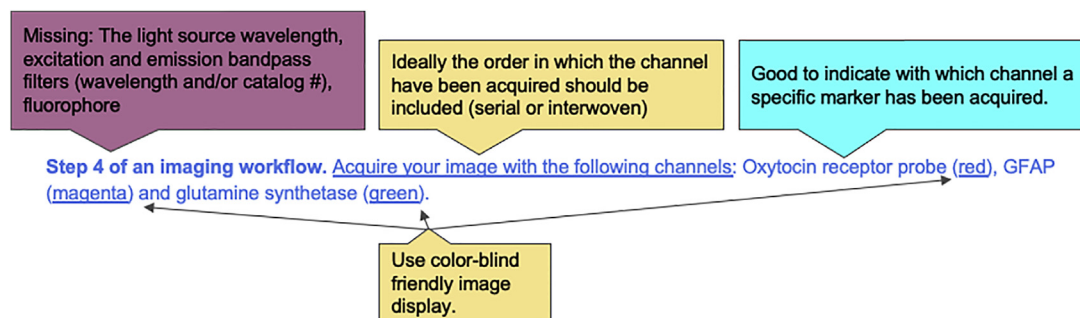 Missing: The light source wavelength,
excitation and emission bandpass
filters (wavelength and/or catalog #),
fluorophore
Ideally the order in which the channel
have been acquired should be
included (serial or interwoven)
Good to indicate with which channel a
specific marker has been acquired.
Step 4 of an imaging workflow. Acquire your image with the following channels: Oxytocin receptor probe (red), GFAP
(magenta) and glutamine synthetase (green).
Use color-blind
friendly image
display.